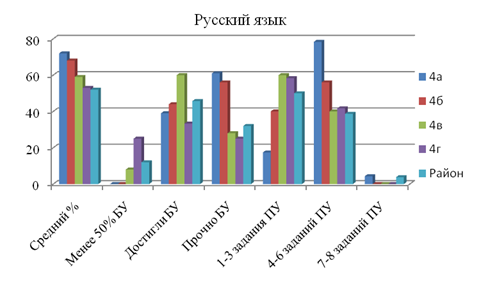 Русский язык
80
60
40
20
0
Средний %
Менее 50% БУ
Достигли БУ
Прочно БУ
1-3 задания ПУ
4-6 заданий ПУ
7-8 заданий ПУ
4а
4б
4в
4г
Район